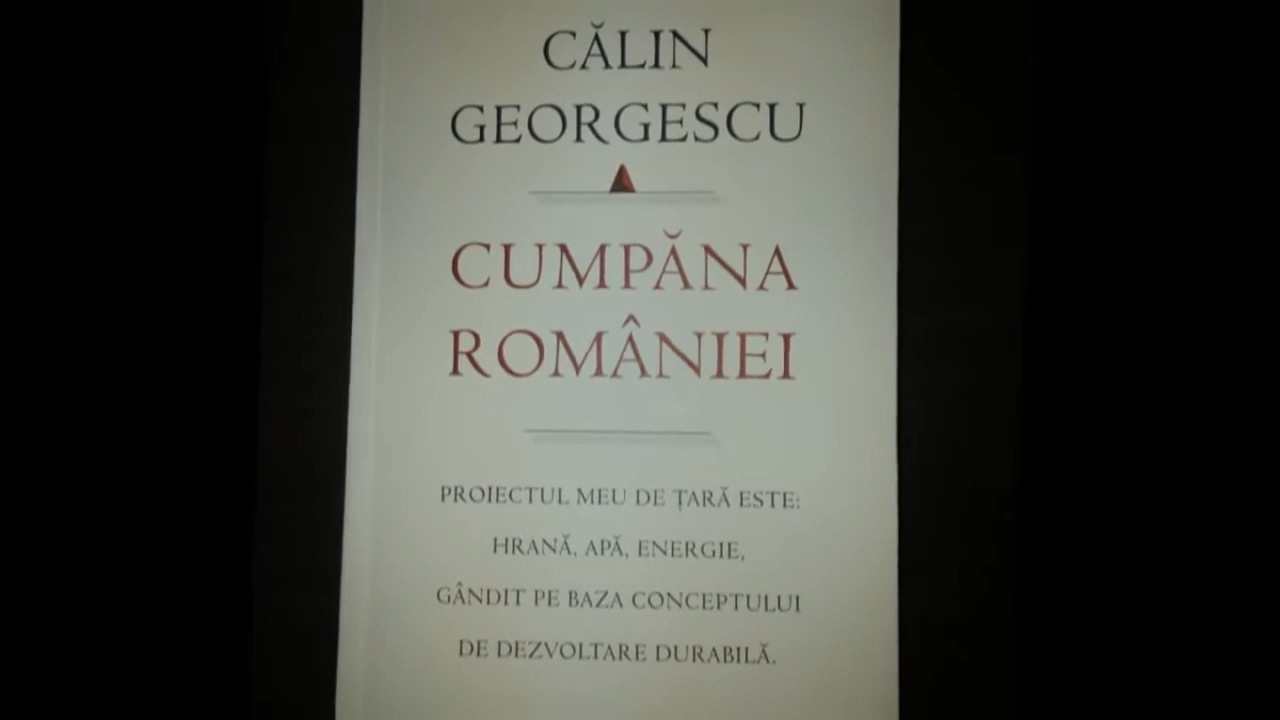 CĂLIN
GEORGESCU
CUMPĂNA
ROMÂNIEI
PROIECTUL MEU DE ȚARĂ ESTE:
HRANĂ, APĂ, ENERGIE,
GÂNDIT PE BAZA CONCEPTULUI
DE DEZVOLTARE DURABILĂ.